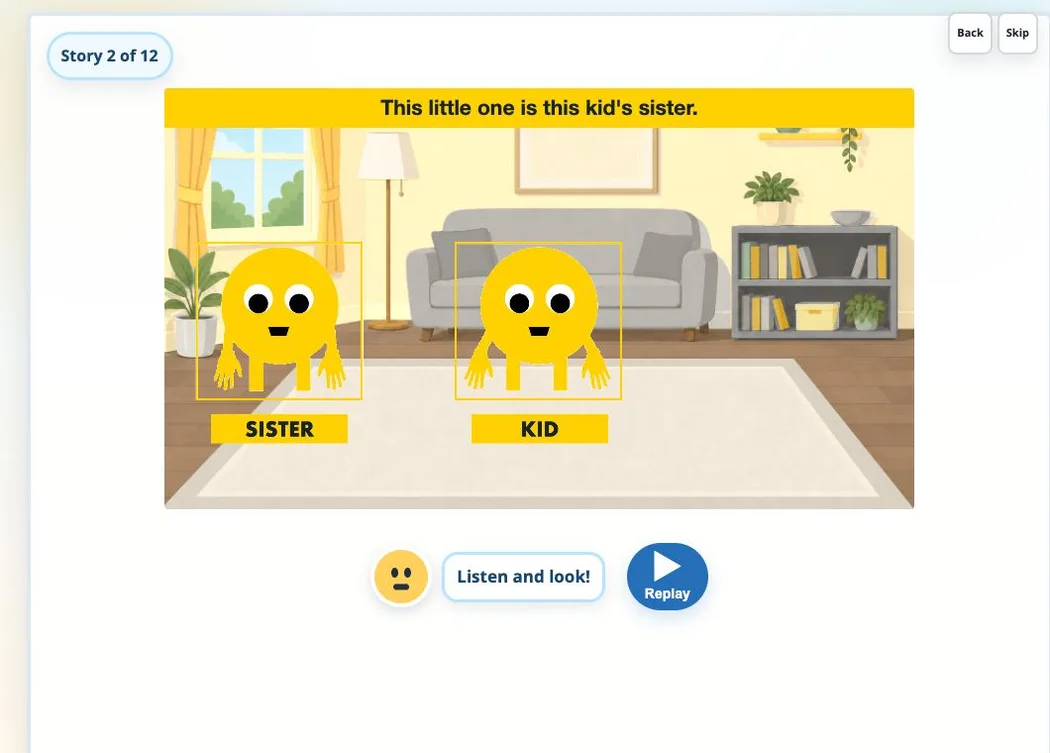 Back
Skip
Story 2 of 12
This little one is this kid's sister.
SISTER
KID
Listen and look!
Replay